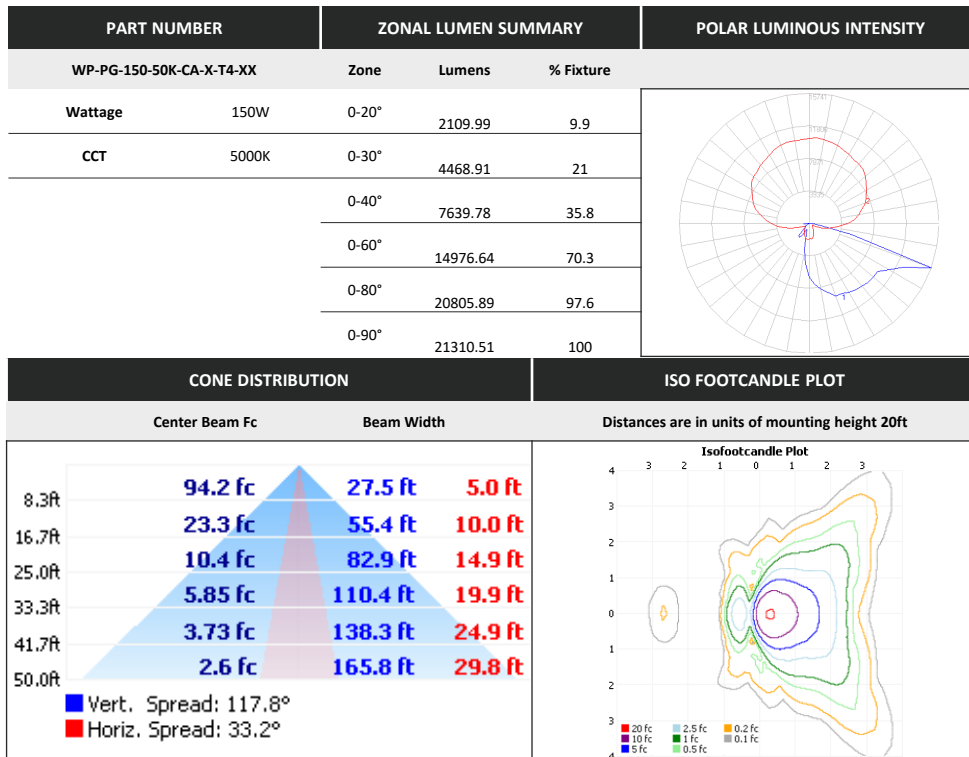 PART NUMBER
ZONAL LUMEN SUMMARY
POLAR LUMINOUS INTENSITY
WP-PG-150-50K-CA-X-T4-XX
Zone Lumens % Fixture
Wattage 150W
CCT 5000K
0-20° 2109.99 9.9
0-30° 4468.91 21
0-40° 7639.78 35.8
0-60° 14976.64 70.3
0-80° 20805.89 97.6
0-90° 21310.51 100
15741
2
1
CONE DISTRIBUTION
ISO FOOTCANDLE PLOT
Center Beam Fc Beam Width
Distances are in units of mounting height 20ft
8.3ft 94.2 fc 27.5 ft 5.0 ft
16.7ft 23.3 fc 55.4 ft 10.0 ft
25.0ft 10.4 fc 82.9 ft 14.9 ft
33.3ft 5.85 fc 110.4 ft 19.9 ft
41.7ft 3.73 fc 138.3 ft 24.9 ft
50.0ft 2.6 fc 165.8 ft 29.8 ft
Vert. Spread: 117.8°
Horiz. Spread: 33.2°
Isofootcandle Plot
3 2 1 0 1 2 3
4
3
2
1
0
1
2
3
4
20 fc 2.5 fc 0.2 fc
10 fc 1 fc 0.1 fc
5 fc 0.5 fc